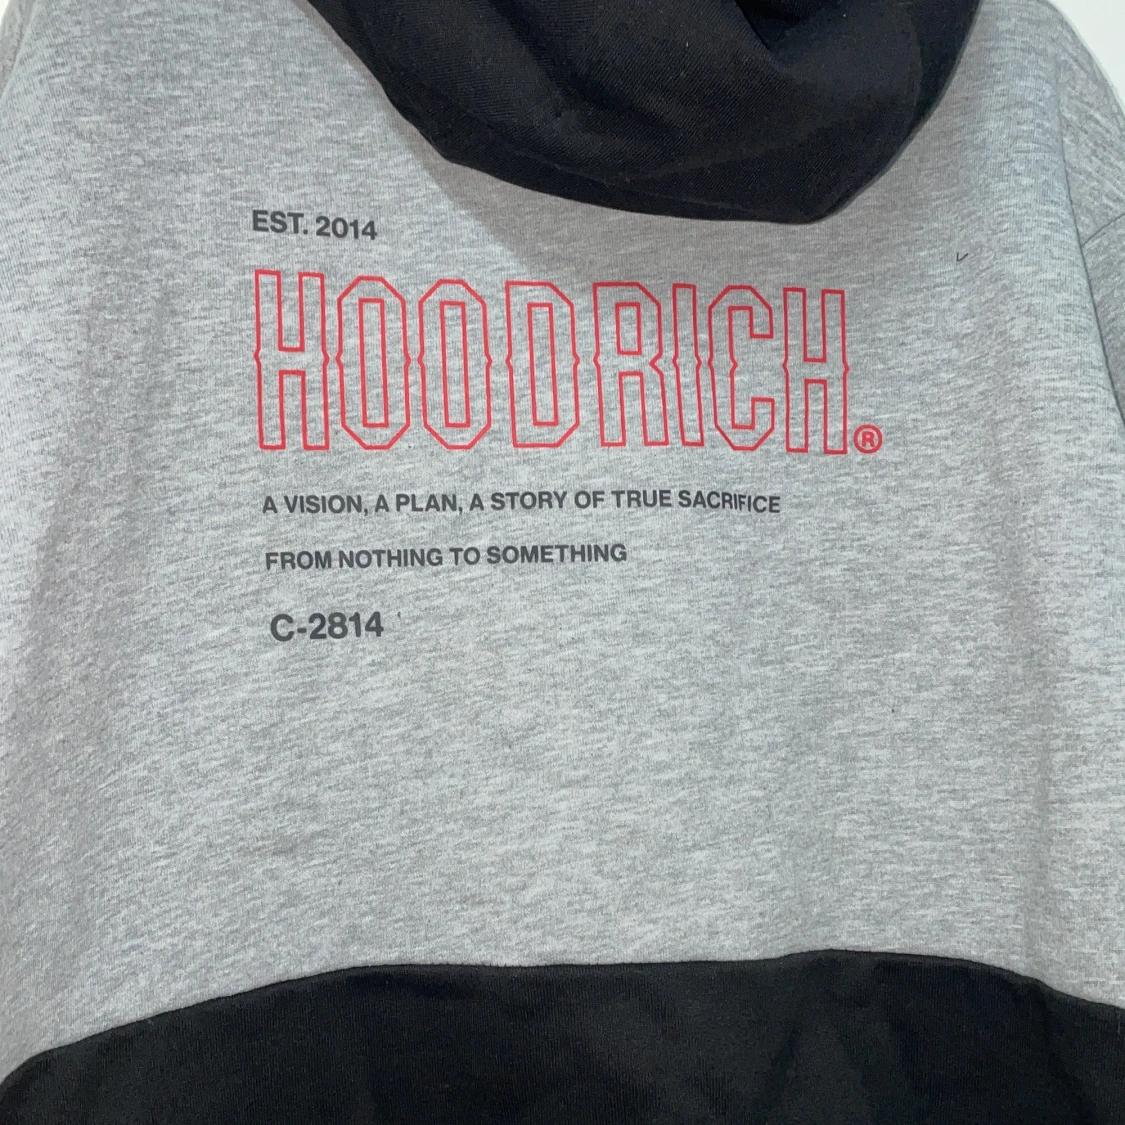 EST. 2014
HOODRICH®
A VISION, A PLAN, A STORY OF TRUE SACRIFICE
FROM NOTHING TO SOMETHING
C-2814